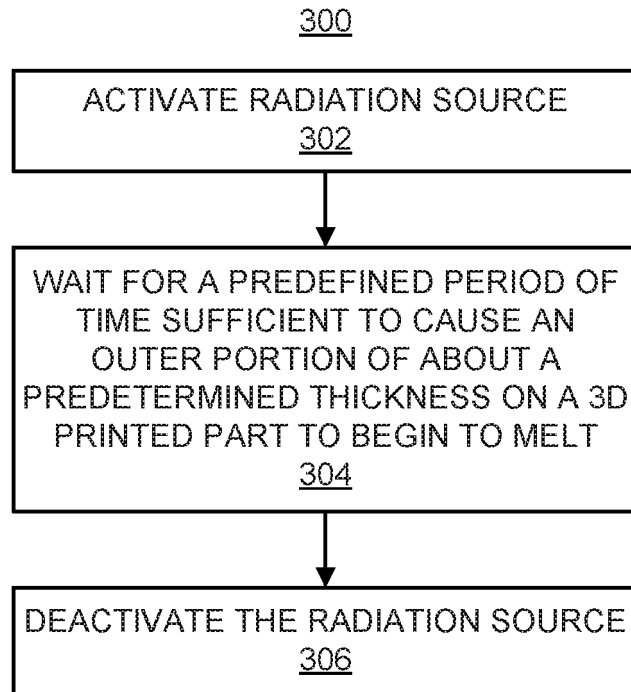 300
ACTIVATE RADIATION SOURCE
302
WAIT FOR A PREDEFINED PERIOD OF
TIME SUFFICIENT TO CAUSE AN
OUTER PORTION OF ABOUT A
PREDETERMINED THICKNESS ON A 3D
PRINTED PART TO BEGIN TO MELT
304
DEACTIVATE THE RADIATION SOURCE
306